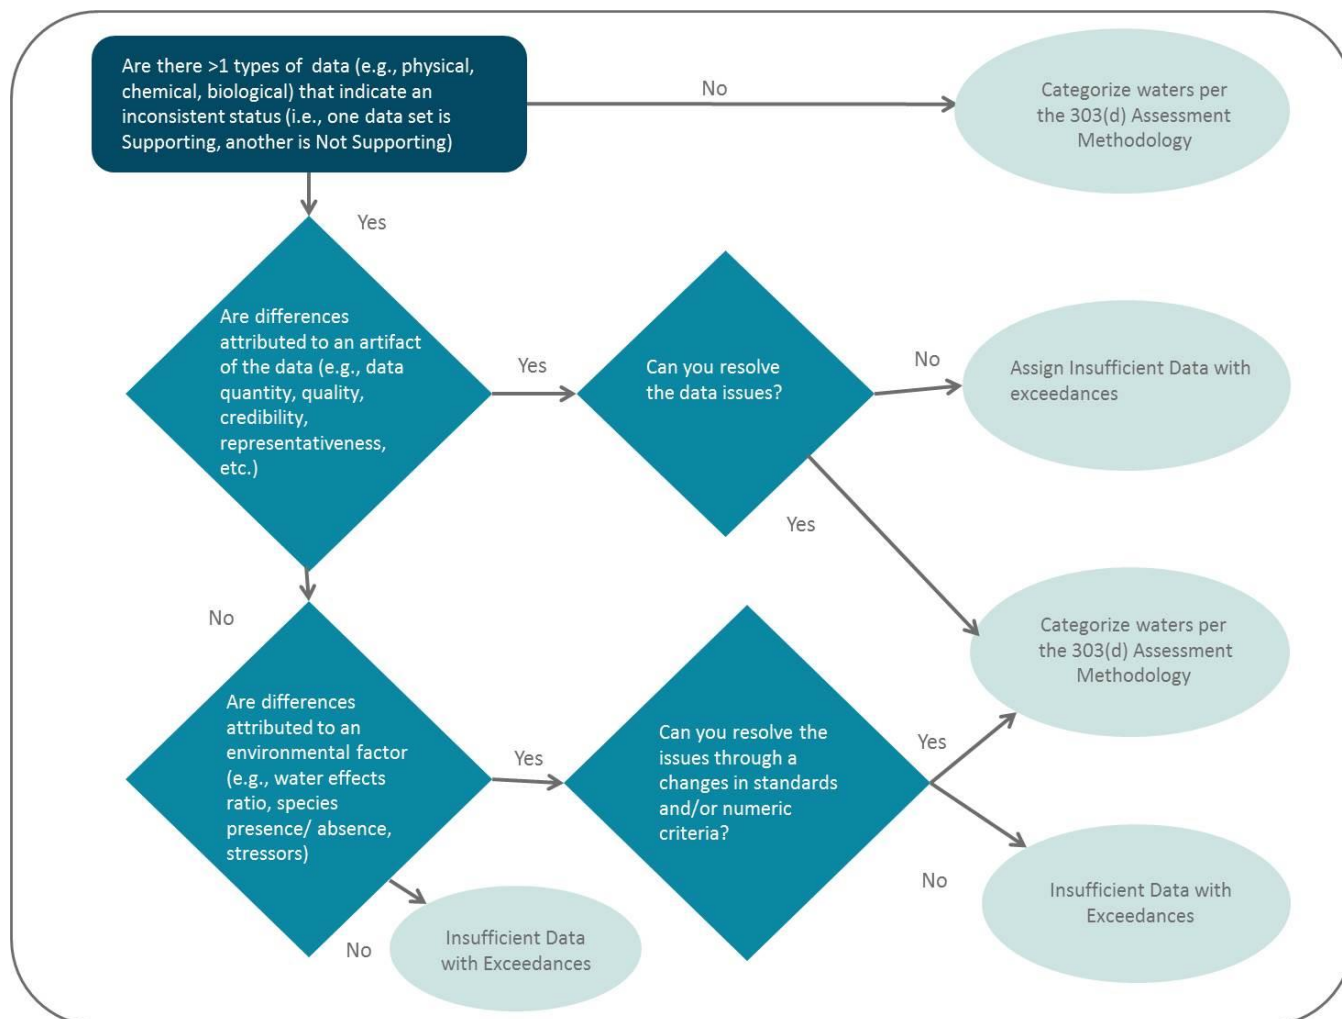 Are there >1 types of data (e.g., physical,
chemical, biological) that indicate an
inconsistent status (i.e., one data set is
Supporting, another is Not Supporting)
No
Categorize waters per
the 303(d) Assessment
Methodology
Yes
Are differences
attributed to an artifact
of the data (e.g., data
quantity, quality,
credibility,
representativeness,
etc.)
Yes
Can you resolve
the data issues?
No
Assign Insufficient Data with
exceedances
Yes
Categorize waters per
the 303(d) Assessment
Methodology
No
Are differences
attributed to an
environmental factor
(e.g., water effects
ratio, species
presence/ absence,
stressors)
Yes
Can you resolve the
issues through a
changes in standards
and/or numeric
criteria?
Yes
No
Insufficient Data with
Exceedances
No
Insufficient Data
with Exceedances